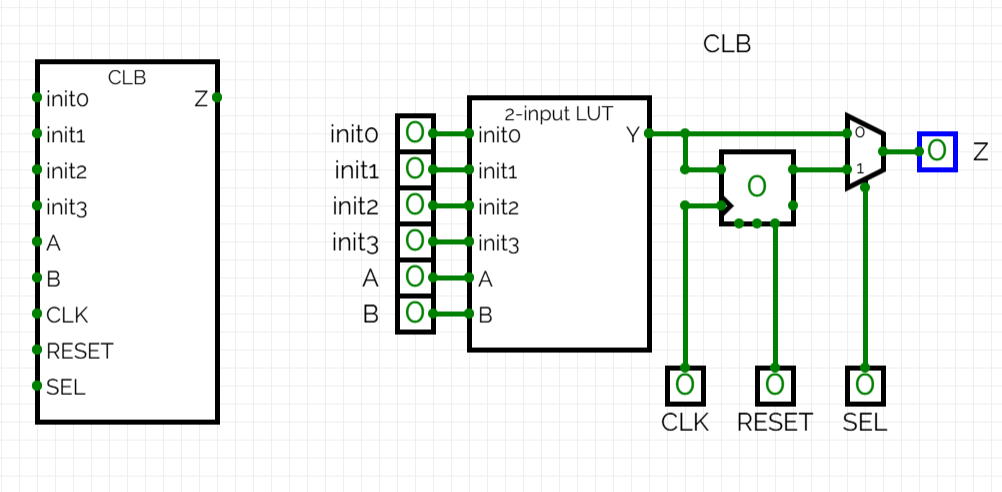 CLB
CLB
init0 Z
init1
init2
init3
A
B
CLK
RESET
SEL
2-input LUT
init0 0 init0 Y
init1 0 init1
init2 0 init2
init3 0 init3
A 0 A
B 0 B
0
0
1
0 Z
0 0 0
CLK RESET SEL